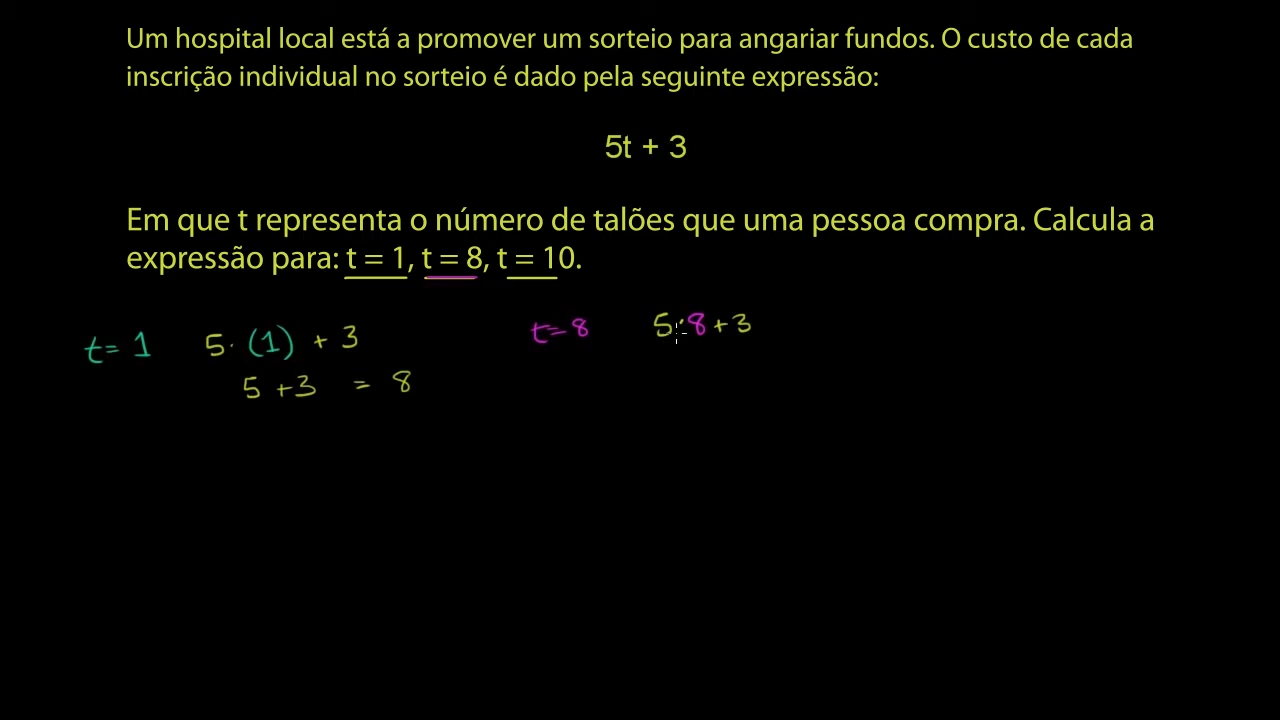 Um hospital local está a promover um sorteio para angariar fundos. O custo de cada
inscrição individual no sorteio é dado pela seguinte expressão:
5t + 3
Em que t representa o número de talões que uma pessoa compra. Calcula a
expressão para: t = 1, t = 8, t = 10.
t= 1 5· (1) + 3 t=8 5·8+3
5 +3 = 8